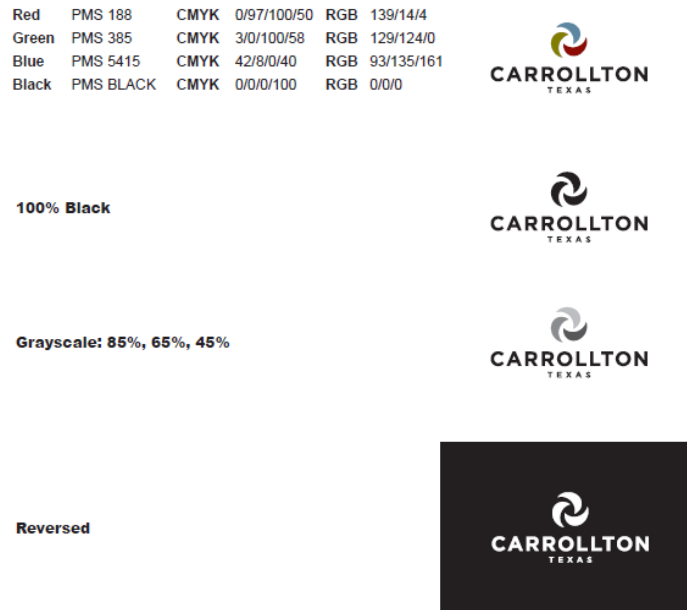 Red PMS 188 CMYK 0/97/100/50 RGB 139/14/4
Green PMS 385 CMYK 3/0/100/58 RGB 129/124/0
Blue PMS 5415 CMYK 42/8/0/40 RGB 93/135/161
Black PMS BLACK CMYK 0/0/0/100 RGB 0/0/0
CARROLLTON
TEXAS
100% Black
CARROLLTON
TEXAS
Grayscale: 85%, 65%, 45%
CARROLLTON
TEXAS
Reversed
CARROLLTON
TEXAS